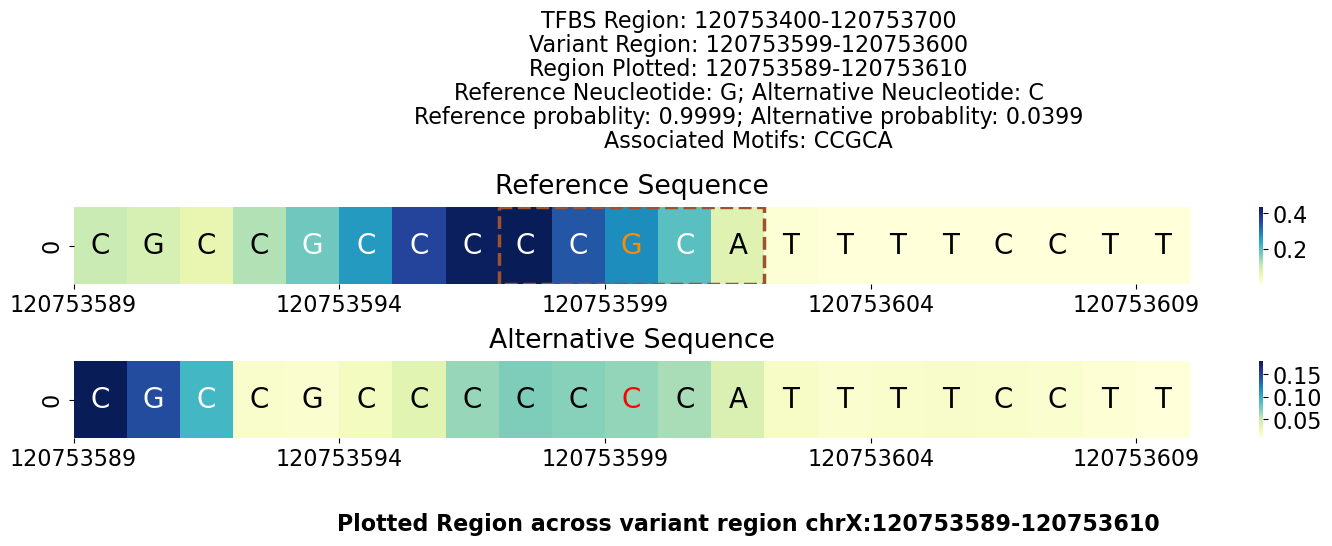 TFBS Region: 120753400-120753700
Variant Region: 120753599-120753600
Region Plotted: 120753589-120753610
Reference Neucleotide: G; Alternative Neucleotide: C
Reference probablity: 0.9999; Alternative probablity: 0.0399
Associated Motifs: CCGCA
Reference Sequence
0 C G C C G C C C C C G C A T T T T C C T T 0.4
0.2
120753589 120753594 120753599 120753604 120753609
Alternative Sequence
0 C G C C G C C C C C C C A T T T T C C T T 0.15
0.10
0.05
120753589 120753594 120753599 120753604 120753609
Plotted Region across variant region chrX:120753589-120753610